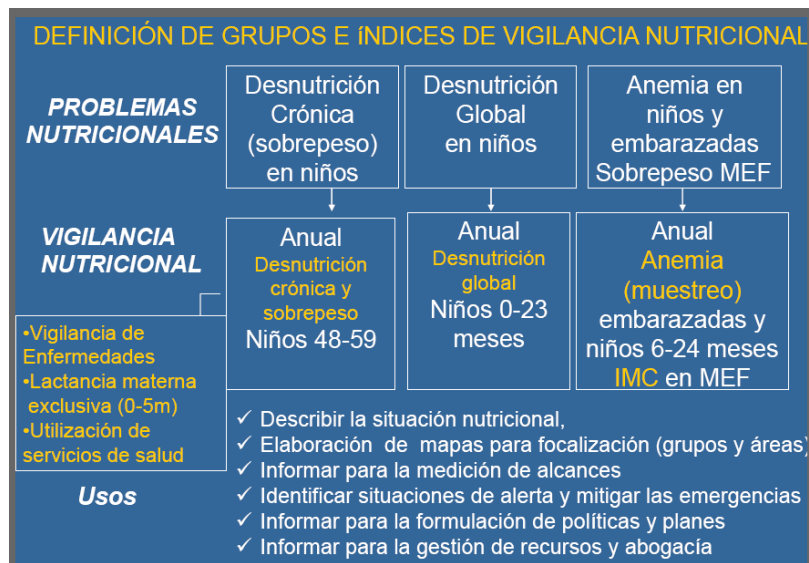 DEFINICIÓN DE GRUPOS E íNDICES DE VIGILANCIA NUTRICIONAL
PROBLEMAS
NUTRICIONALES
Desnutrición
Crónica
(sobrepeso)
en niños
Desnutrición
Global
en niños
Anemia en
niños y
embarazadas
Sobrepeso MEF
VIGILANCIA
NUTRICIONAL
Anual
Desnutrición
crónica y
sobrepeso
Niños 48-59
Anual
Desnutrición
global
Niños 0-23
meses
Anual
Anemia
(muestreo)
embarazadas y
niños 6-24 meses
IMC en MEF
•Vigilancia de
Enfermedades
•Lactancia materna
exclusiva (0-5m)
•Utilización de
servicios de salud
Usos
✓ Describir la situación nutricional,
✓ Elaboración de mapas para focalización (grupos y áreas)
✓ Informar para la medición de alcances
✓ Identificar situaciones de alerta y mitigar las emergencias
✓ Informar para la formulación de políticas y planes
✓ Informar para la gestión de recursos y abogacía